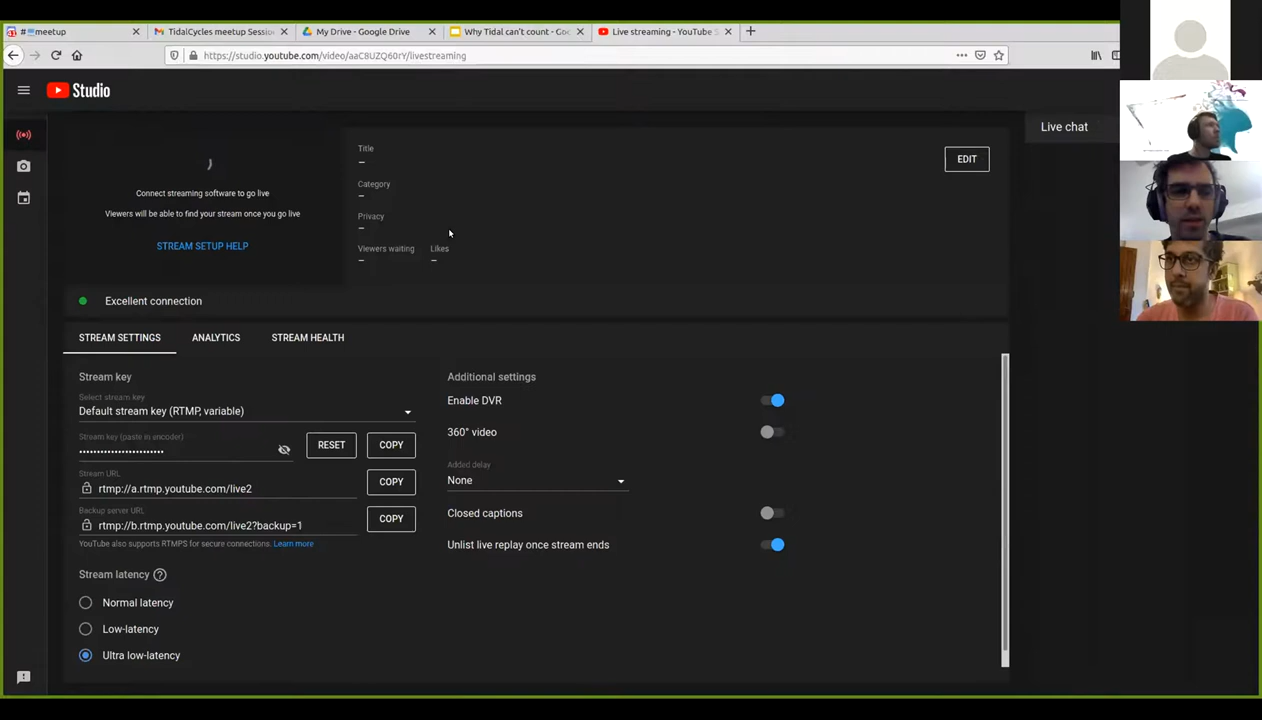 # meetup
TidalCycles meetup Sessio
My Drive - Google Drive
Why Tidal can't count - Goo
Live streaming - YouTube S
https://studio.youtube.com/video/aaC8UZQ60rY/livestreaming
Studio
Live chat
Connect streaming software to go live
Viewers will be able to find your stream once you go live
STREAM SETUP HELP
Title
–
Category
–
Privacy
–
Viewers waiting
–
Likes
–
EDIT
Excellent connection
STREAM SETTINGS
ANALYTICS
STREAM HEALTH
Stream key
Select stream key
Default stream key (RTMP, variable)
Stream key (paste in encoder)
••••••••••••••••••••••••
RESET
COPY
Stream URL
rtmp://a.rtmp.youtube.com/live2
COPY
Backup server URL
rtmp://b.rtmp.youtube.com/live2?backup=1
COPY
YouTube also supports RTMPS for secure connections. Learn more
Stream latency
Normal latency
Low-latency
Ultra low-latency
Additional settings
Enable DVR
360° video
Added delay
None
Closed captions
Unlist live replay once stream ends